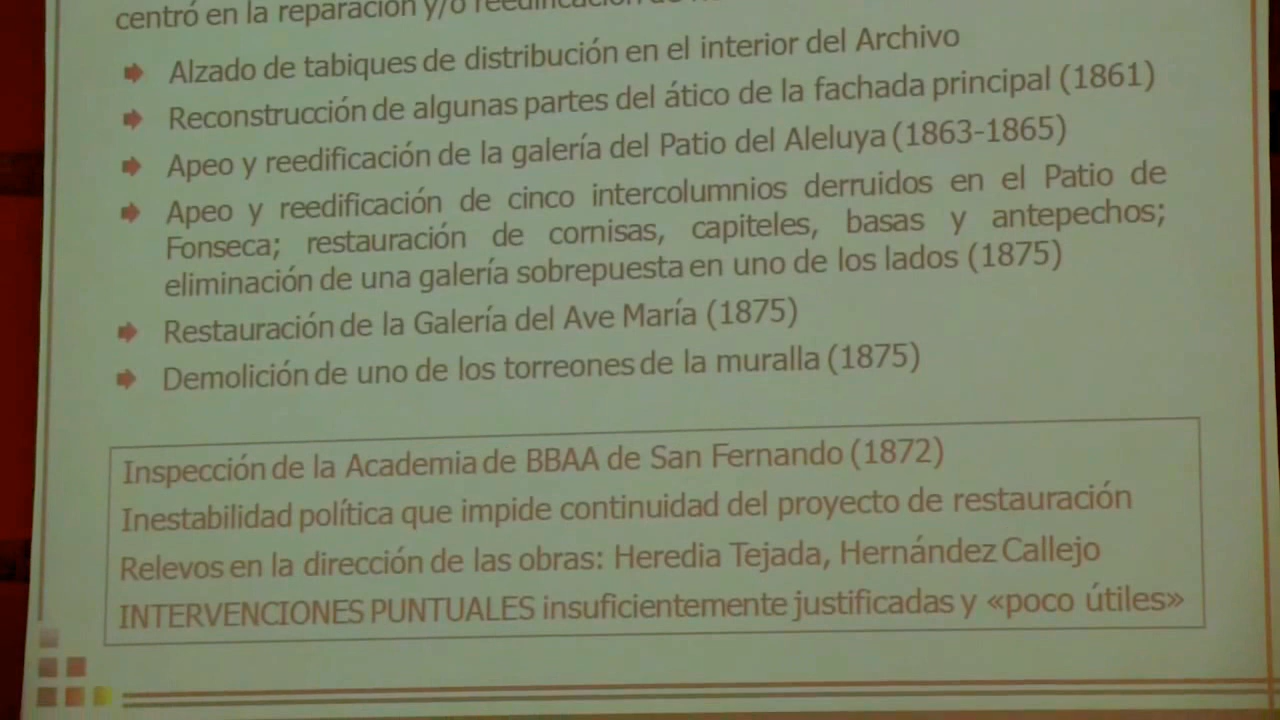 centró en la reparación y/o reedificación de
Alzado de tabiques de distribución en el interior del Archivo
Reconstrucción de algunas partes del ático de la fachada principal (1861)
Apeo y reedificación de la galería del Patio del Aleluya (1863-1865)
Apeo y reedificación de cinco intercolumnios derruidos en el Patio de
Fonseca; restauración de cornisas, capiteles, basas y antepechos;
eliminación de una galería sobrepuesta en uno de los lados (1875)
Restauración de la Galería del Ave María (1875)
Demolición de uno de los torreones de la muralla (1875)
Inspección de la Academia de BBAA de San Fernando (1872)
Inestabilidad política que impide continuidad del proyecto de restauración
Relevos en la dirección de las obras: Heredia Tejada, Hernández Callejo
INTERVENCIONES PUNTUALES insuficientemente justificadas y «poco útiles»